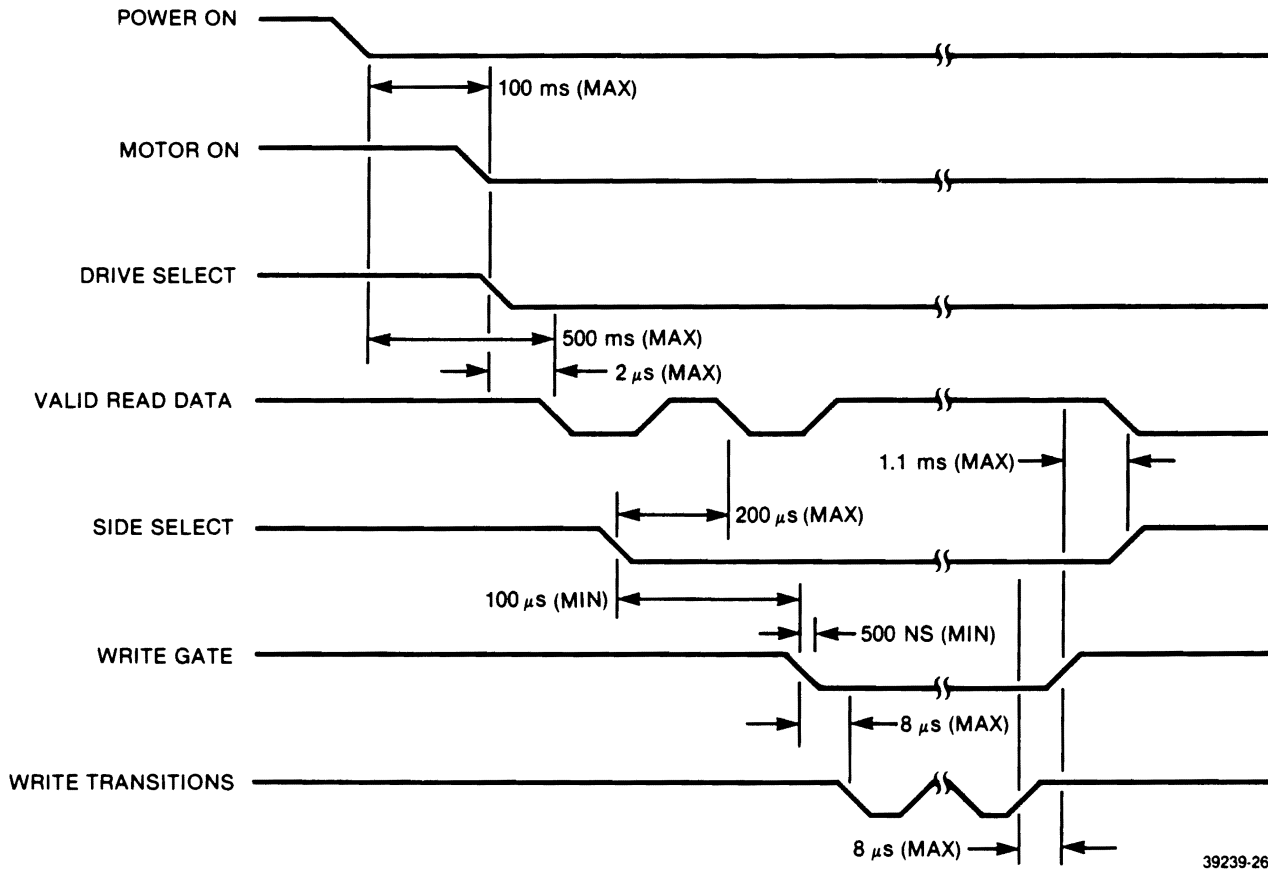 POWER ON
100 ms (MAX)
MOTOR ON
DRIVE SELECT
500 ms (MAX)
2 μs (MAX)
VALID READ DATA
1.1 ms (MAX)
200 μs (MAX)
SIDE SELECT
100 μs (MIN)
500 NS (MIN)
WRITE GATE
8 μs (MAX)
WRITE TRANSITIONS
8 μs (MAX)
39239-26